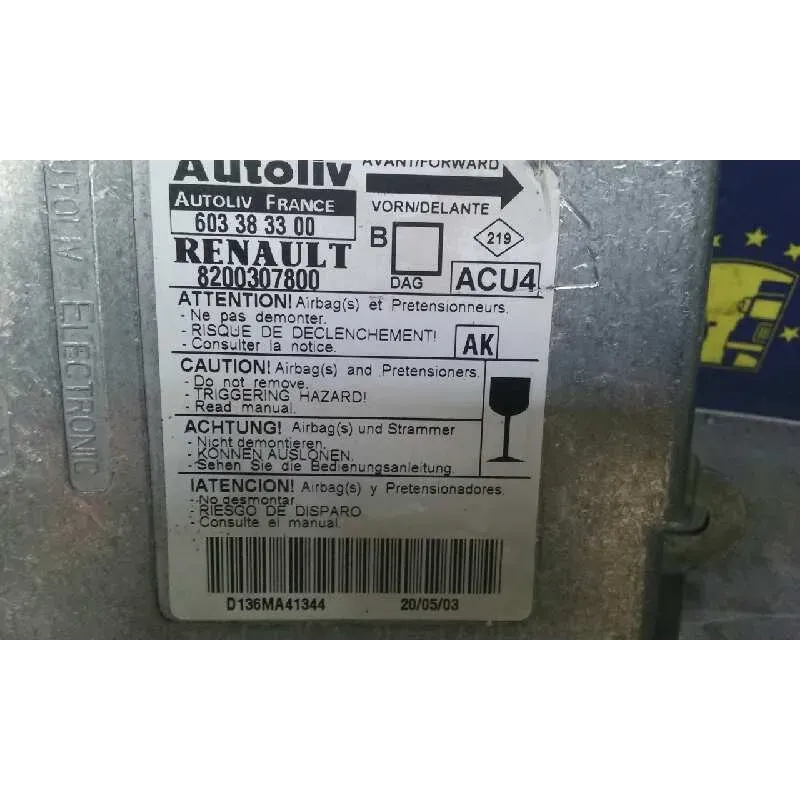 Autoliv
AUTOLIV FRANCE
603 38 33 00
RENAULT
8200307800
AVANT/FORWARD
VORN/DELANTE
B
DAG
219
ACU4
ATTENTION! Airbag(s) et Pretensionneurs.
- Ne pas demonter.
- RISQUE DE DECLENCHEMENT!
- Consulter la notice.
AK
CAUTION! Airbag(s) and Pretensioners.
- Do not remove.
- TRIGGERING HAZARD!
- Read manual.
ACHTUNG! Airbag(s) und Strammer
- Nicht demontieren.
- KONNEN AUSLONEN.
- Sehen Sie die Bedienungsanleitung.
IATENCION! Airbag(s) y Pretensionadores.
- No desmontar
- RIESGO DE DISPARO
- Consulte el manual.
D136MA41344 20/05/03
AUTOLIV ELECTRONIC